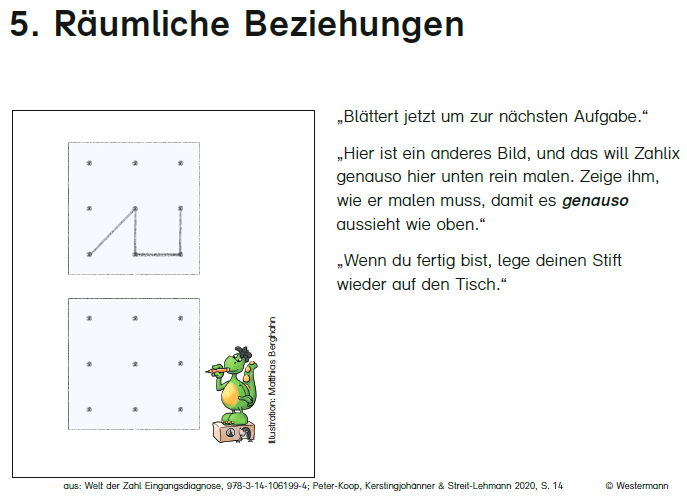 5. Räumliche Beziehungen
„Blättert jetzt um zur nächsten Aufgabe.“
„Hier ist ein anderes Bild, und das will Zahlix
genauso hier unten rein malen. Zeige ihm,
wie er malen muss, damit es genauso
aussieht wie oben.“
„Wenn du fertig bist, lege deinen Stift
wieder auf den Tisch.“
Illustration: Matthias Berghahn
aus: Welt der Zahl Eingangsdiagnose, 978-3-14-106199-4; Peter-Koop, Kerstingjohänner & Streit-Lehmann 2020, S. 14
© Westermann